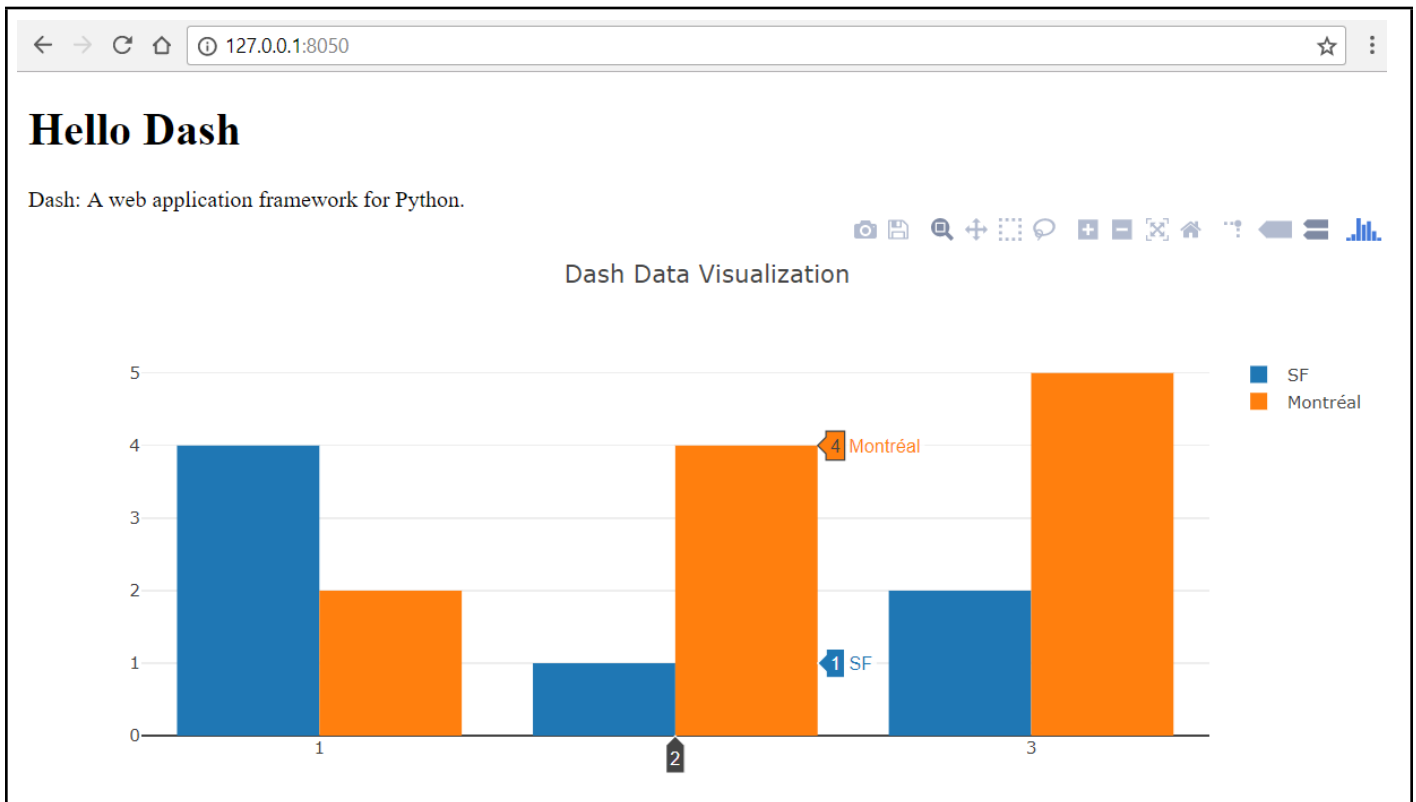 127.0.0.1:8050
Hello Dash
Dash: A web application framework for Python.
Dash Data Visualization
5
4
3
2
1
0
1
2
3
4 Montréal
1 SF
SF
Montréal